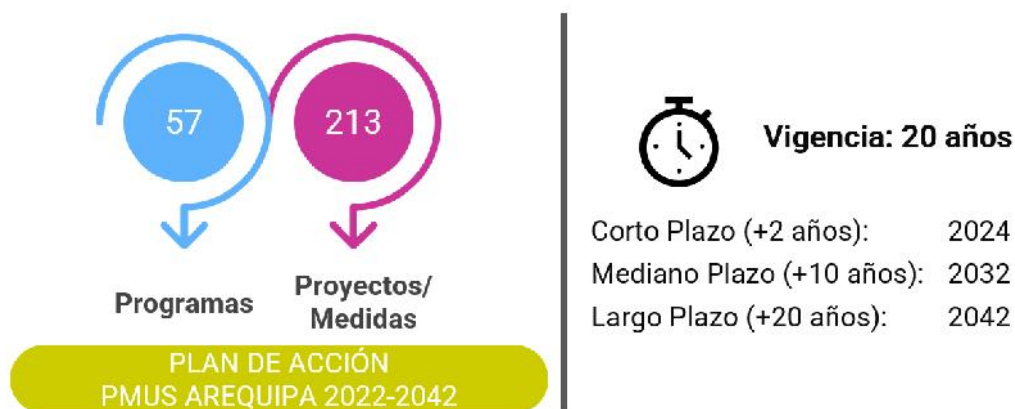 57
213
Programas
Proyectos/
Medidas
PLAN DE ACCIÓN
PMUS AREQUIPA 2022-2042
Vigencia: 20 años
Corto Plazo (+2 años): 2024
Mediano Plazo (+10 años): 2032
Largo Plazo (+20 años): 2042